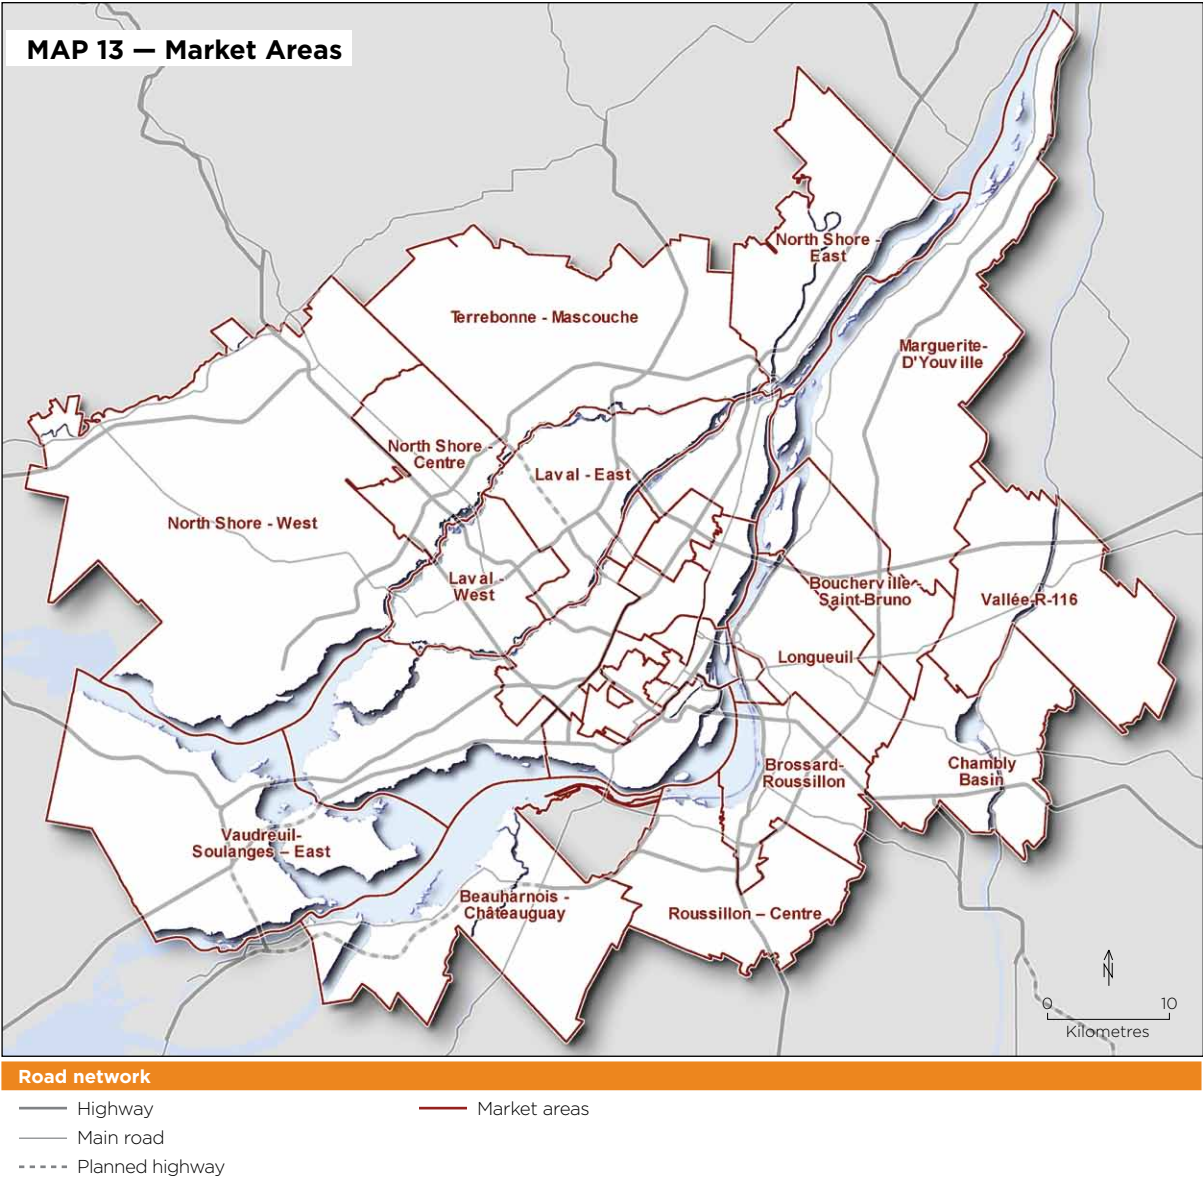 MAP 13 — Market Areas
North Shore -
East
Terrebonne - Mascouche
Marguerite-
D'Youville
North Shore -
Centre
Laval - East
North Shore - West
Laval -
West
Boucherville-
Saint-Bruno
Vallée-R-116
Longueuil
Brossard-
Roussillon
Chambly
Basin
Vaudreuil-
Soulanges – East
Beauharnois -
Châteauguay
Roussillon – Centre
N
0 10
Kilometres
Road network
Highway
Market areas
Main road
Planned highway